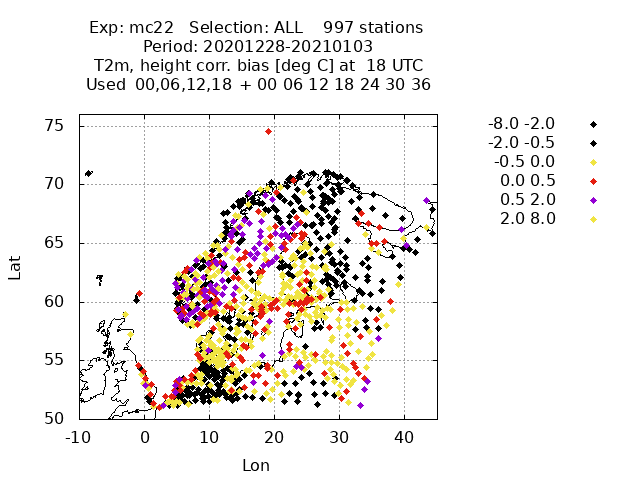 Exp: mc22 Selection: ALL 997 stations
Period: 20201228-20210103
T2m, height corr. bias [deg C] at 18 UTC
Used 00,06,12,18 + 00 06 12 18 24 30 36
75
70
65
60
55
50
Lat
-10 0 10 20 30 40
Lon
-8.0 -2.0
-2.0 -0.5
-0.5 0.0
0.0 0.5
0.5 2.0
2.0 8.0